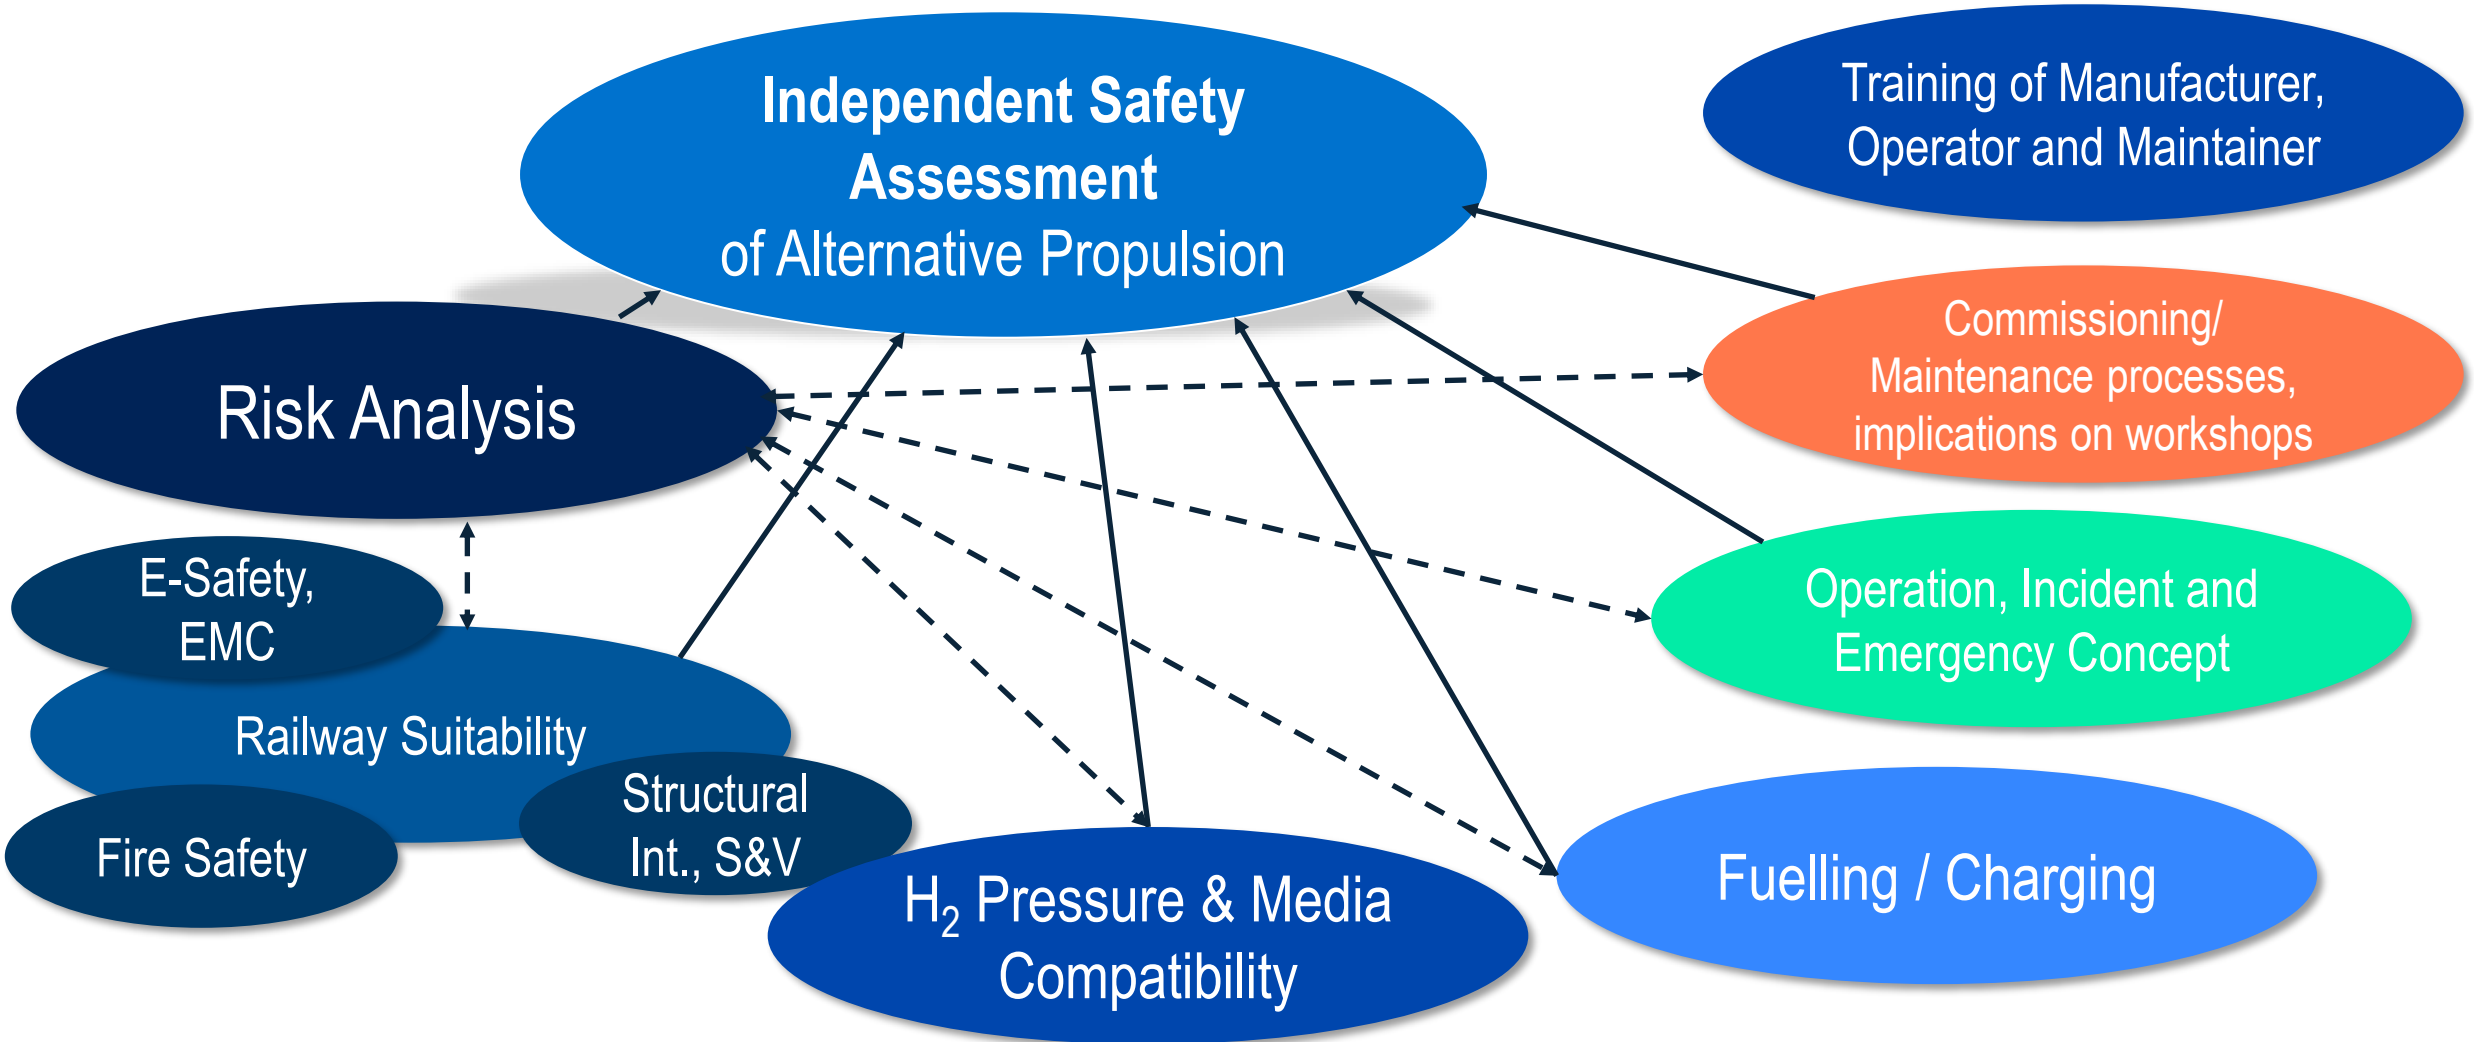 Independent Safety
Assessment
of Alternative Propulsion
Training of Manufacturer,
Operator and Maintainer
Commissioning/
Maintenance processes,
implications on workshops
Risk Analysis
Operation, Incident and
Emergency Concept
E-Safety,
EMC
Railway Suitability
Structural
Int., S&V
Fire Safety
H₂ Pressure & Media
Compatibility
Fuelling / Charging